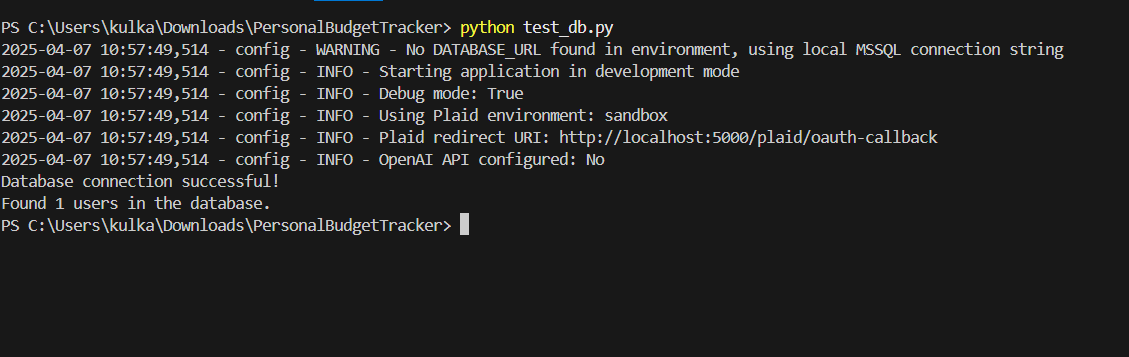 PS C:\Users\kulka\Downloads\PersonalBudgetTracker> python test_db.py
2025-04-07 10:57:49,514 - config - WARNING - No DATABASE_URL found in environment, using local MSSQL connection string
2025-04-07 10:57:49,514 - config - INFO - Starting application in development mode
2025-04-07 10:57:49,514 - config - INFO - Debug mode: True
2025-04-07 10:57:49,514 - config - INFO - Using Plaid environment: sandbox
2025-04-07 10:57:49,514 - config - INFO - Plaid redirect URI: http://localhost:5000/plaid/oauth-callback
2025-04-07 10:57:49,514 - config - INFO - OpenAI API configured: No
Database connection successful!
Found 1 users in the database.
PS C:\Users\kulka\Downloads\PersonalBudgetTracker>